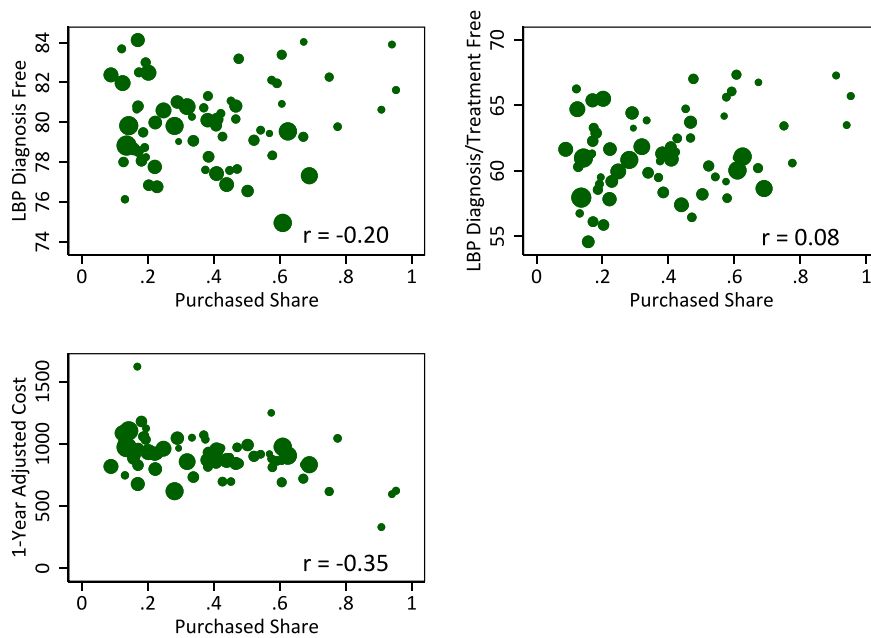 LBP Diagnosis Free
84
82
80
78
76
74
r = -0.20
0 .2 .4 .6 .8 1
Purchased Share
LBP Diagnosis/Treatment Free
70
65
60
55
r = 0.08
0 .2 .4 .6 .8 1
Purchased Share
1-Year Adjusted Cost
1500
1000
500
0
r = -0.35
0 .2 .4 .6 .8 1
Purchased Share